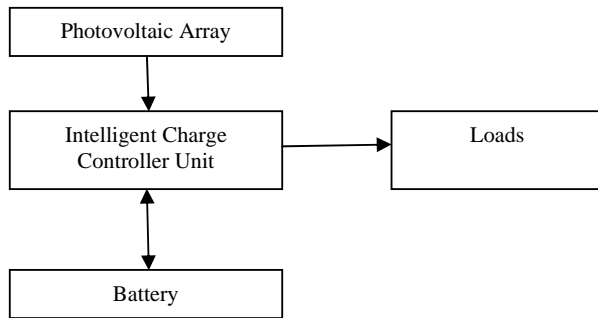 Photovoltaic Array
Intelligent Charge
Controller Unit
Loads
Battery